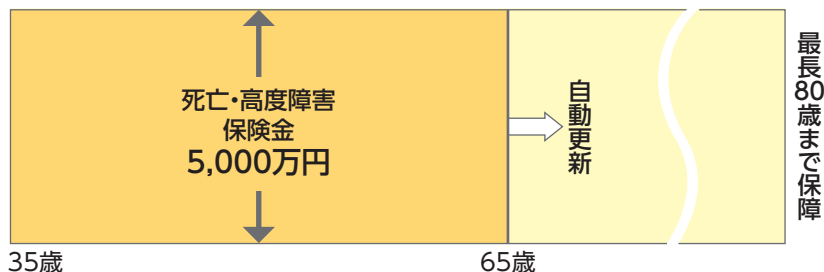 死亡・高度障害
保険金
5,000万円
自動更新
最長80歳まで保障
35歳
65歳